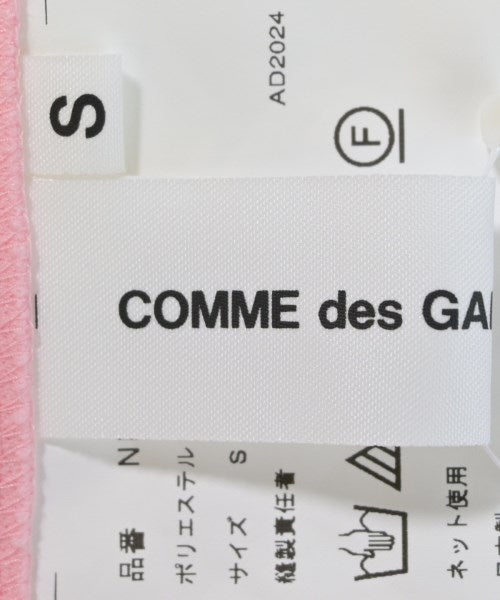 S
COMME des GA
AD2024
F
品番 N
ポリエステル
サイズ S
縫製責任者
ネット使用